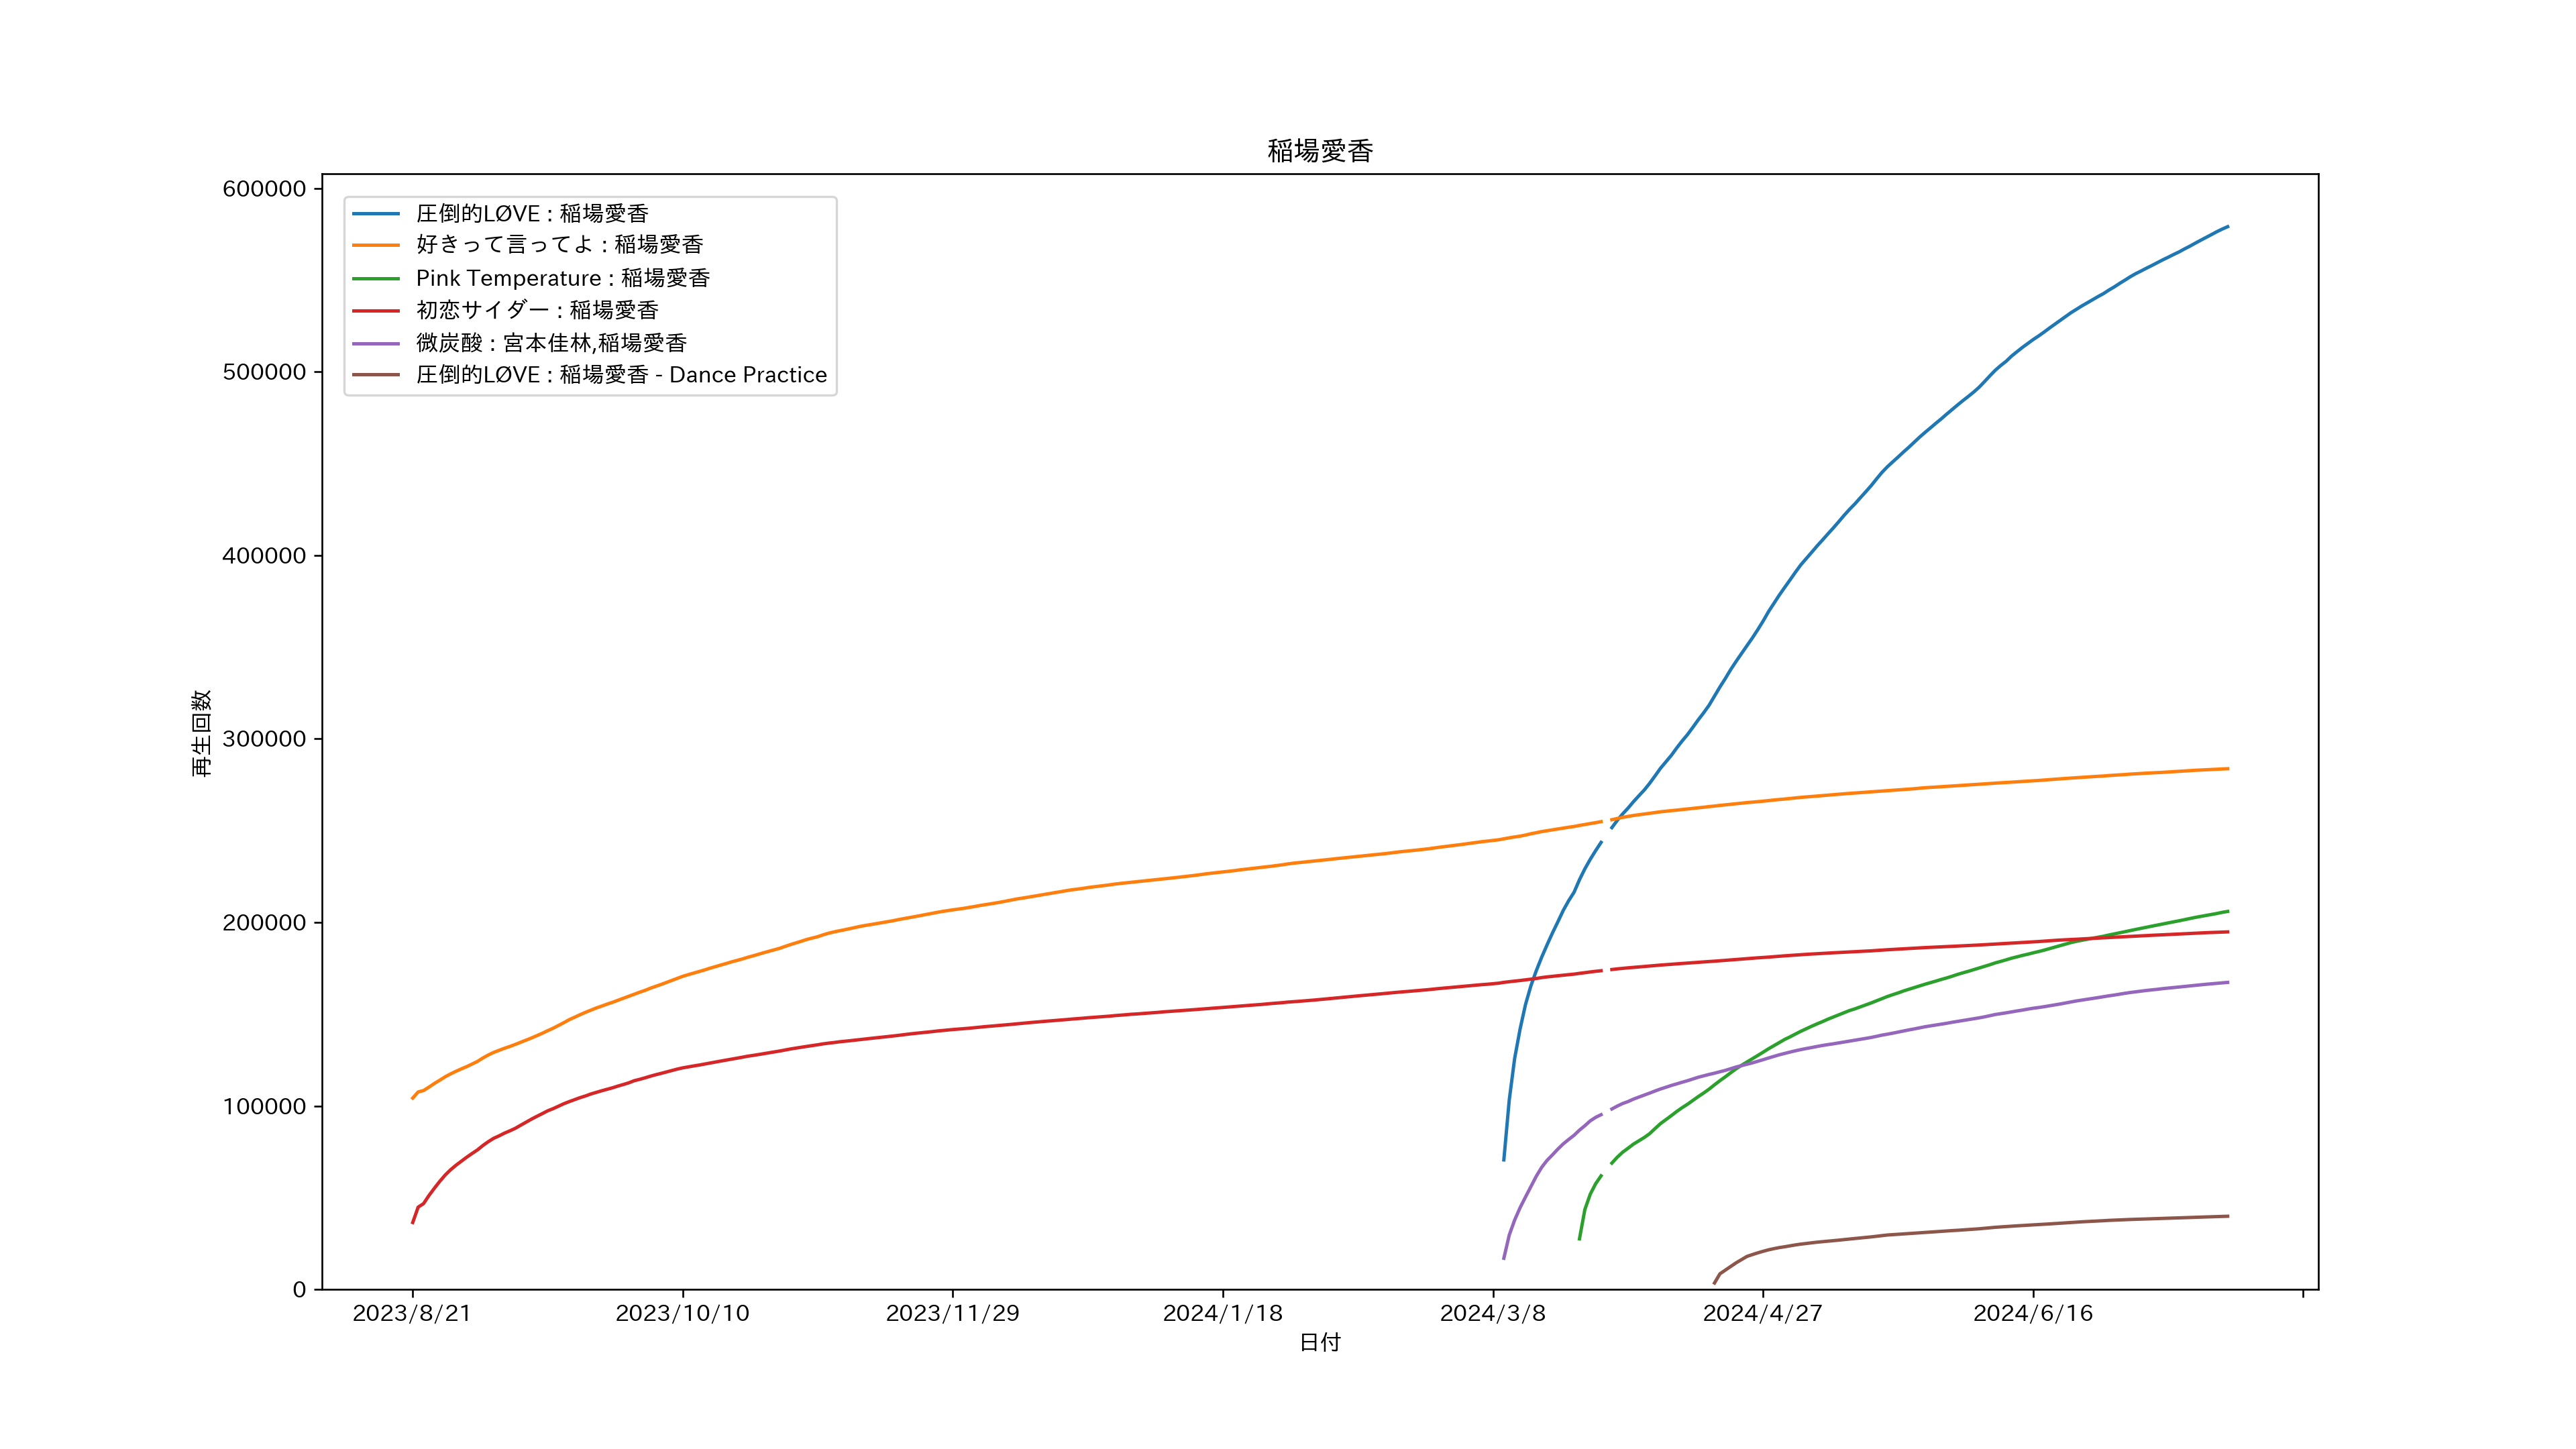 稲場愛香
600000
500000
400000
300000
200000
100000
0
再生回数
圧倒的LØVE : 稲場愛香
好きって言ってよ : 稲場愛香
Pink Temperature : 稲場愛香
初恋サイダー : 稲場愛香
微炭酸 : 宮本佳林,稲場愛香
圧倒的LØVE : 稲場愛香 - Dance Practice
2023/8/21
2023/10/10
2023/11/29
2024/1/18
2024/3/8
2024/4/27
2024/6/16
日付